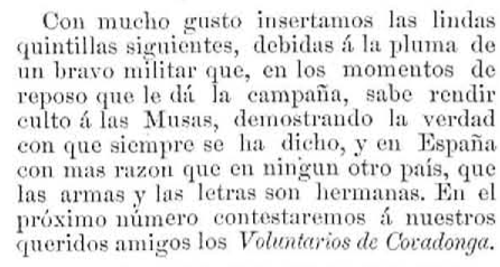 Con mucho gusto insertamos las lindas
quintillas siguientes, debidas á la pluma de
un bravo militar que, en los momentos de
reposo que le dá la campaña, sabe rendir
culto á las Musas, demostrando la verdad
con que siempre se ha dicho, y en España
con mas razon que en ningun otro país, que
las armas y las letras son hermanas. En el
próximo número contestaremos á nuestros
queridos amigos los Voluntarios de Covadonga.